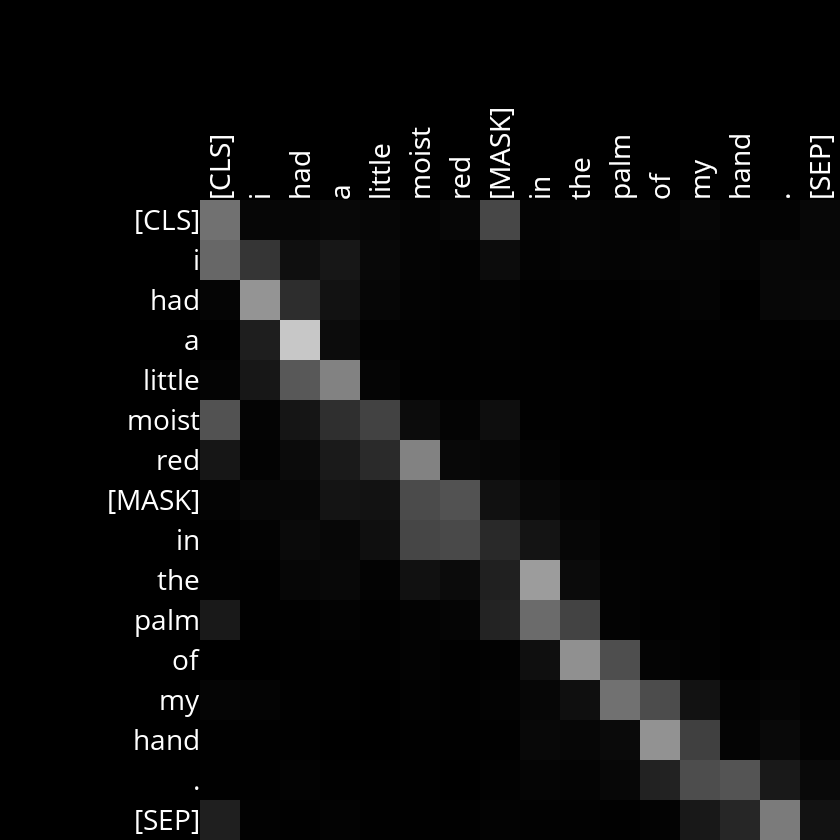 [CLS] i had a little moist red [MASK] in the palm of my hand . [SEP]
[CLS]
i
had
a
little
moist
red
[MASK]
in
the
palm
of
my
hand
.
[SEP]